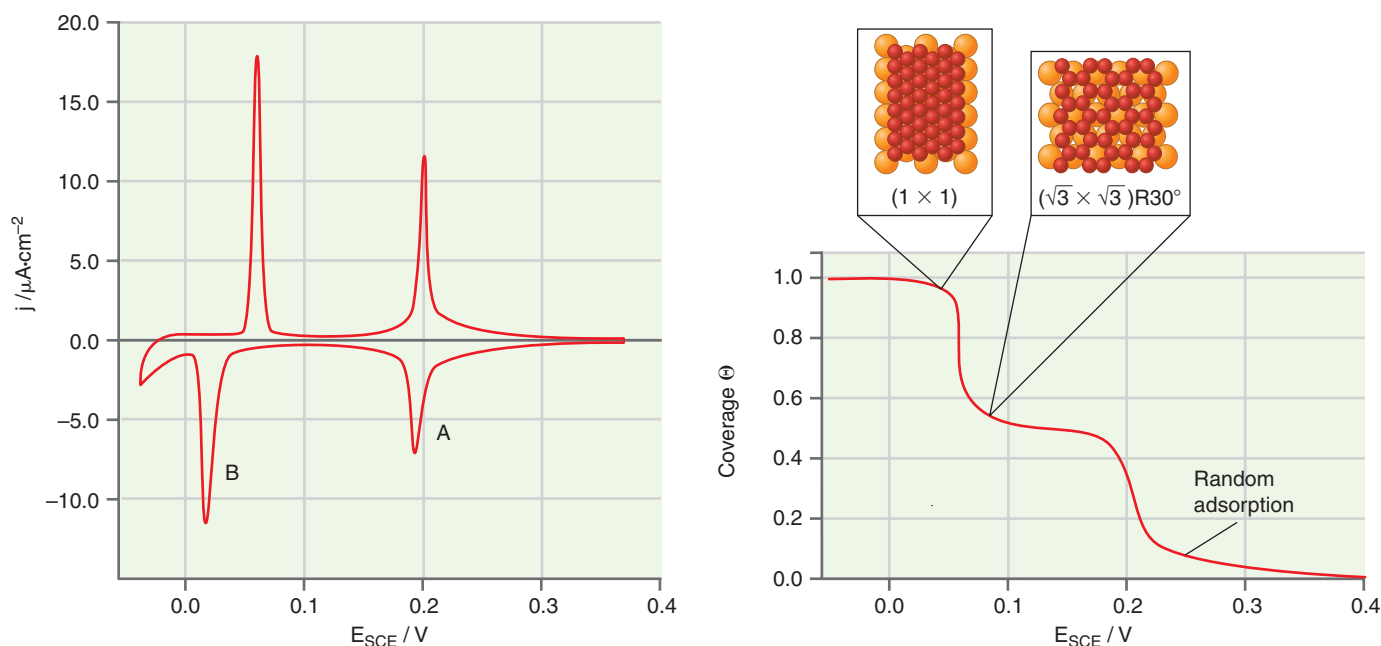 20.0
15.0
10.0
5.0
0.0
−5.0
−10.0
j /μA·cm⁻²
A
B
0.0 0.1 0.2 0.3 0.4
E_SCE / V
(1 × 1)
(√3 × √3)R30°
1.0
0.8
0.6
0.4
0.2
0.0
Coverage Θ
Random
adsorption
0.0 0.1 0.2 0.3 0.4
E_SCE / V